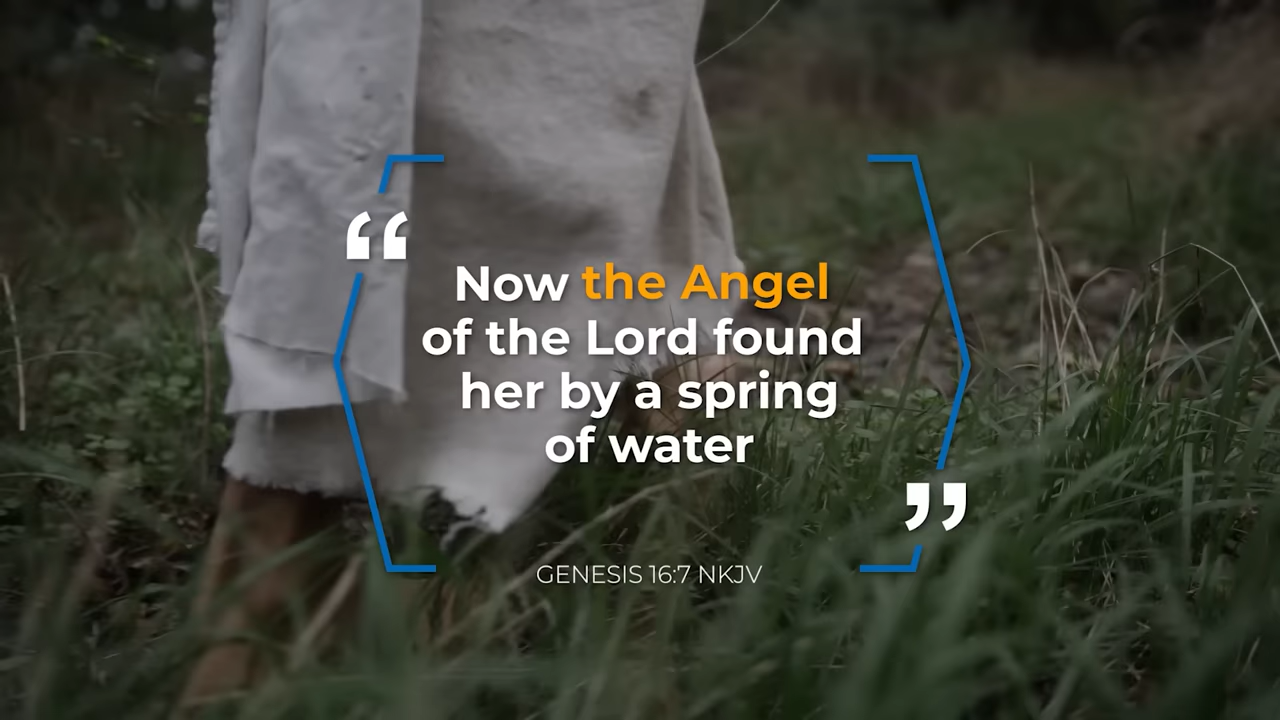 “
Now the Angel
of the Lord found
her by a spring
of water
”
GENESIS 16:7 NKJV